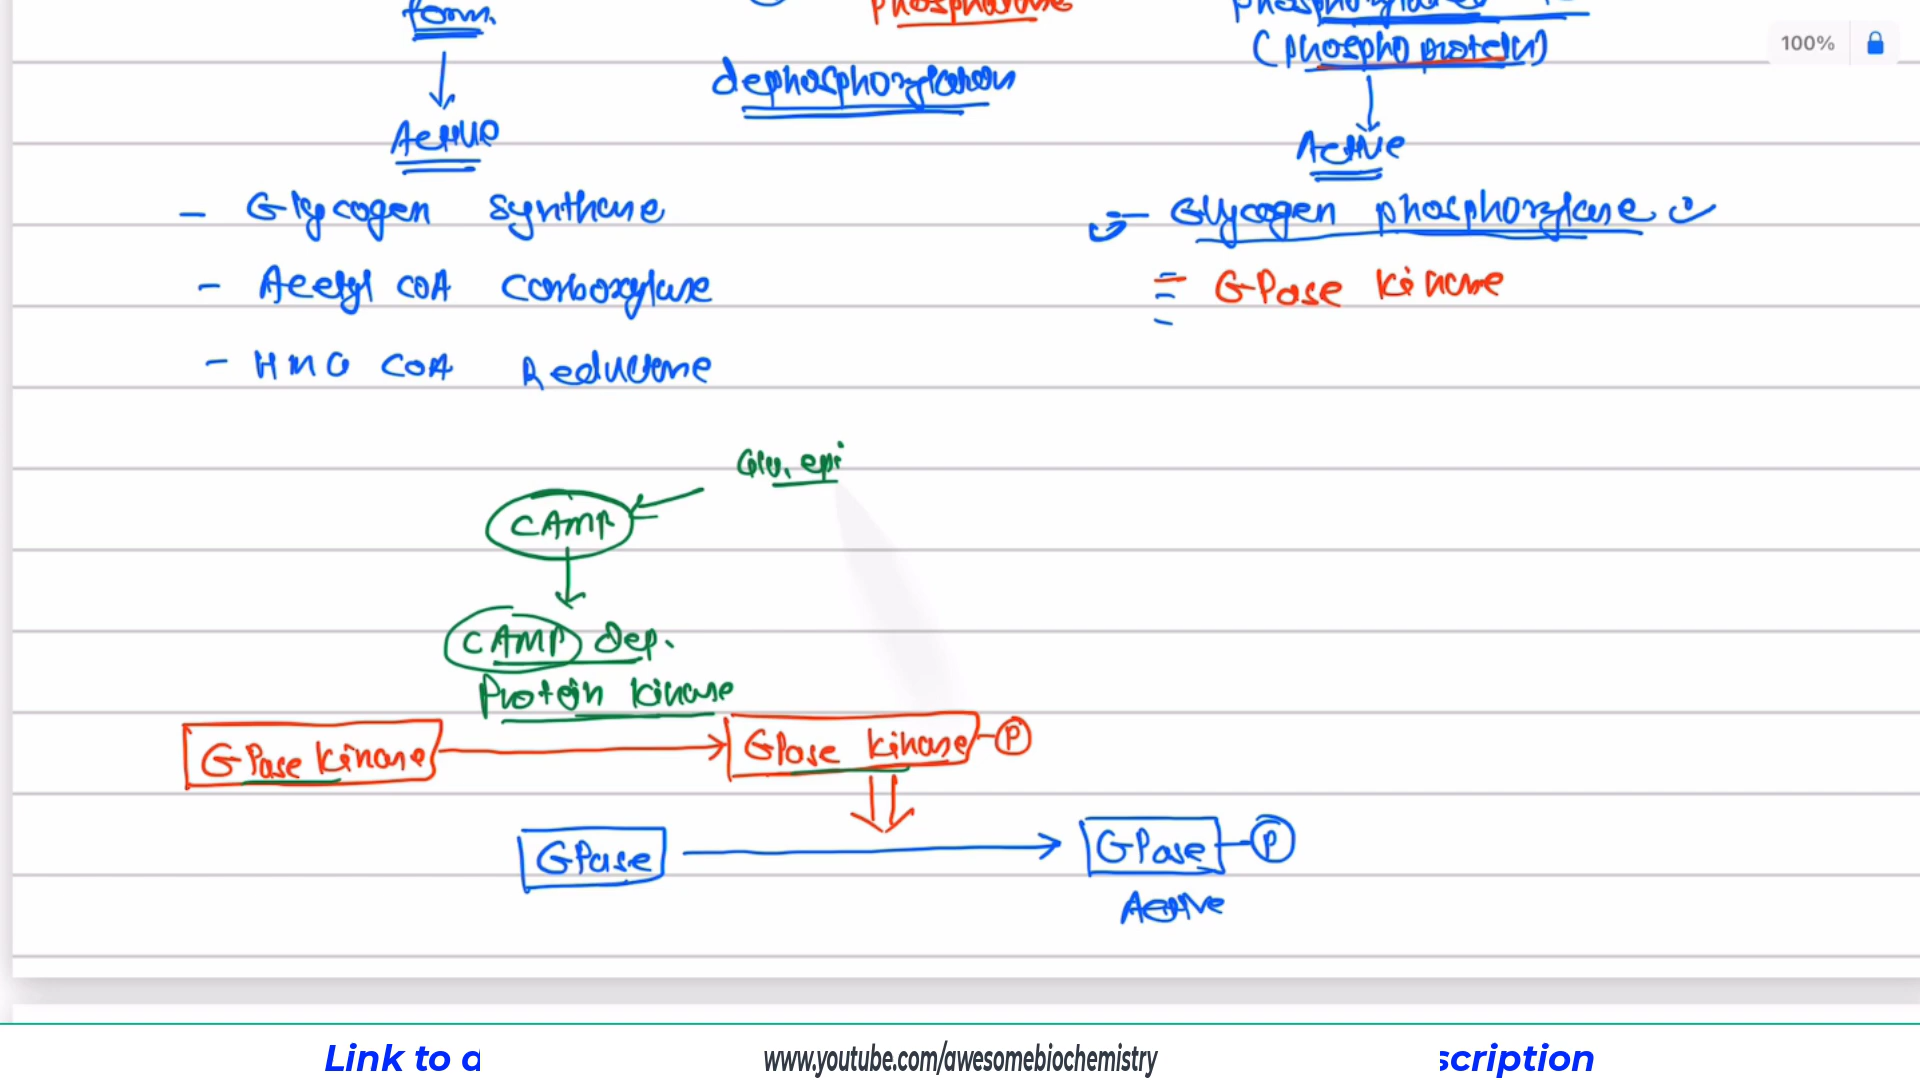 form
phosphatase
(phosphoprotein)
dephosphorylation
Active
Active
- Glycogen synthase
- Glycogen phosphorylase
- Acetyl COA Carboxylase
= GPase kinase
- HMG COA Reductase
Glu, epi
CAMP
CAMP dep.
Protein kinase
GPase kinase
GPase kinase - P
GPase
GPase - P
Active
100%
Link to
www.youtube.com/awesomebiochemistry
scription